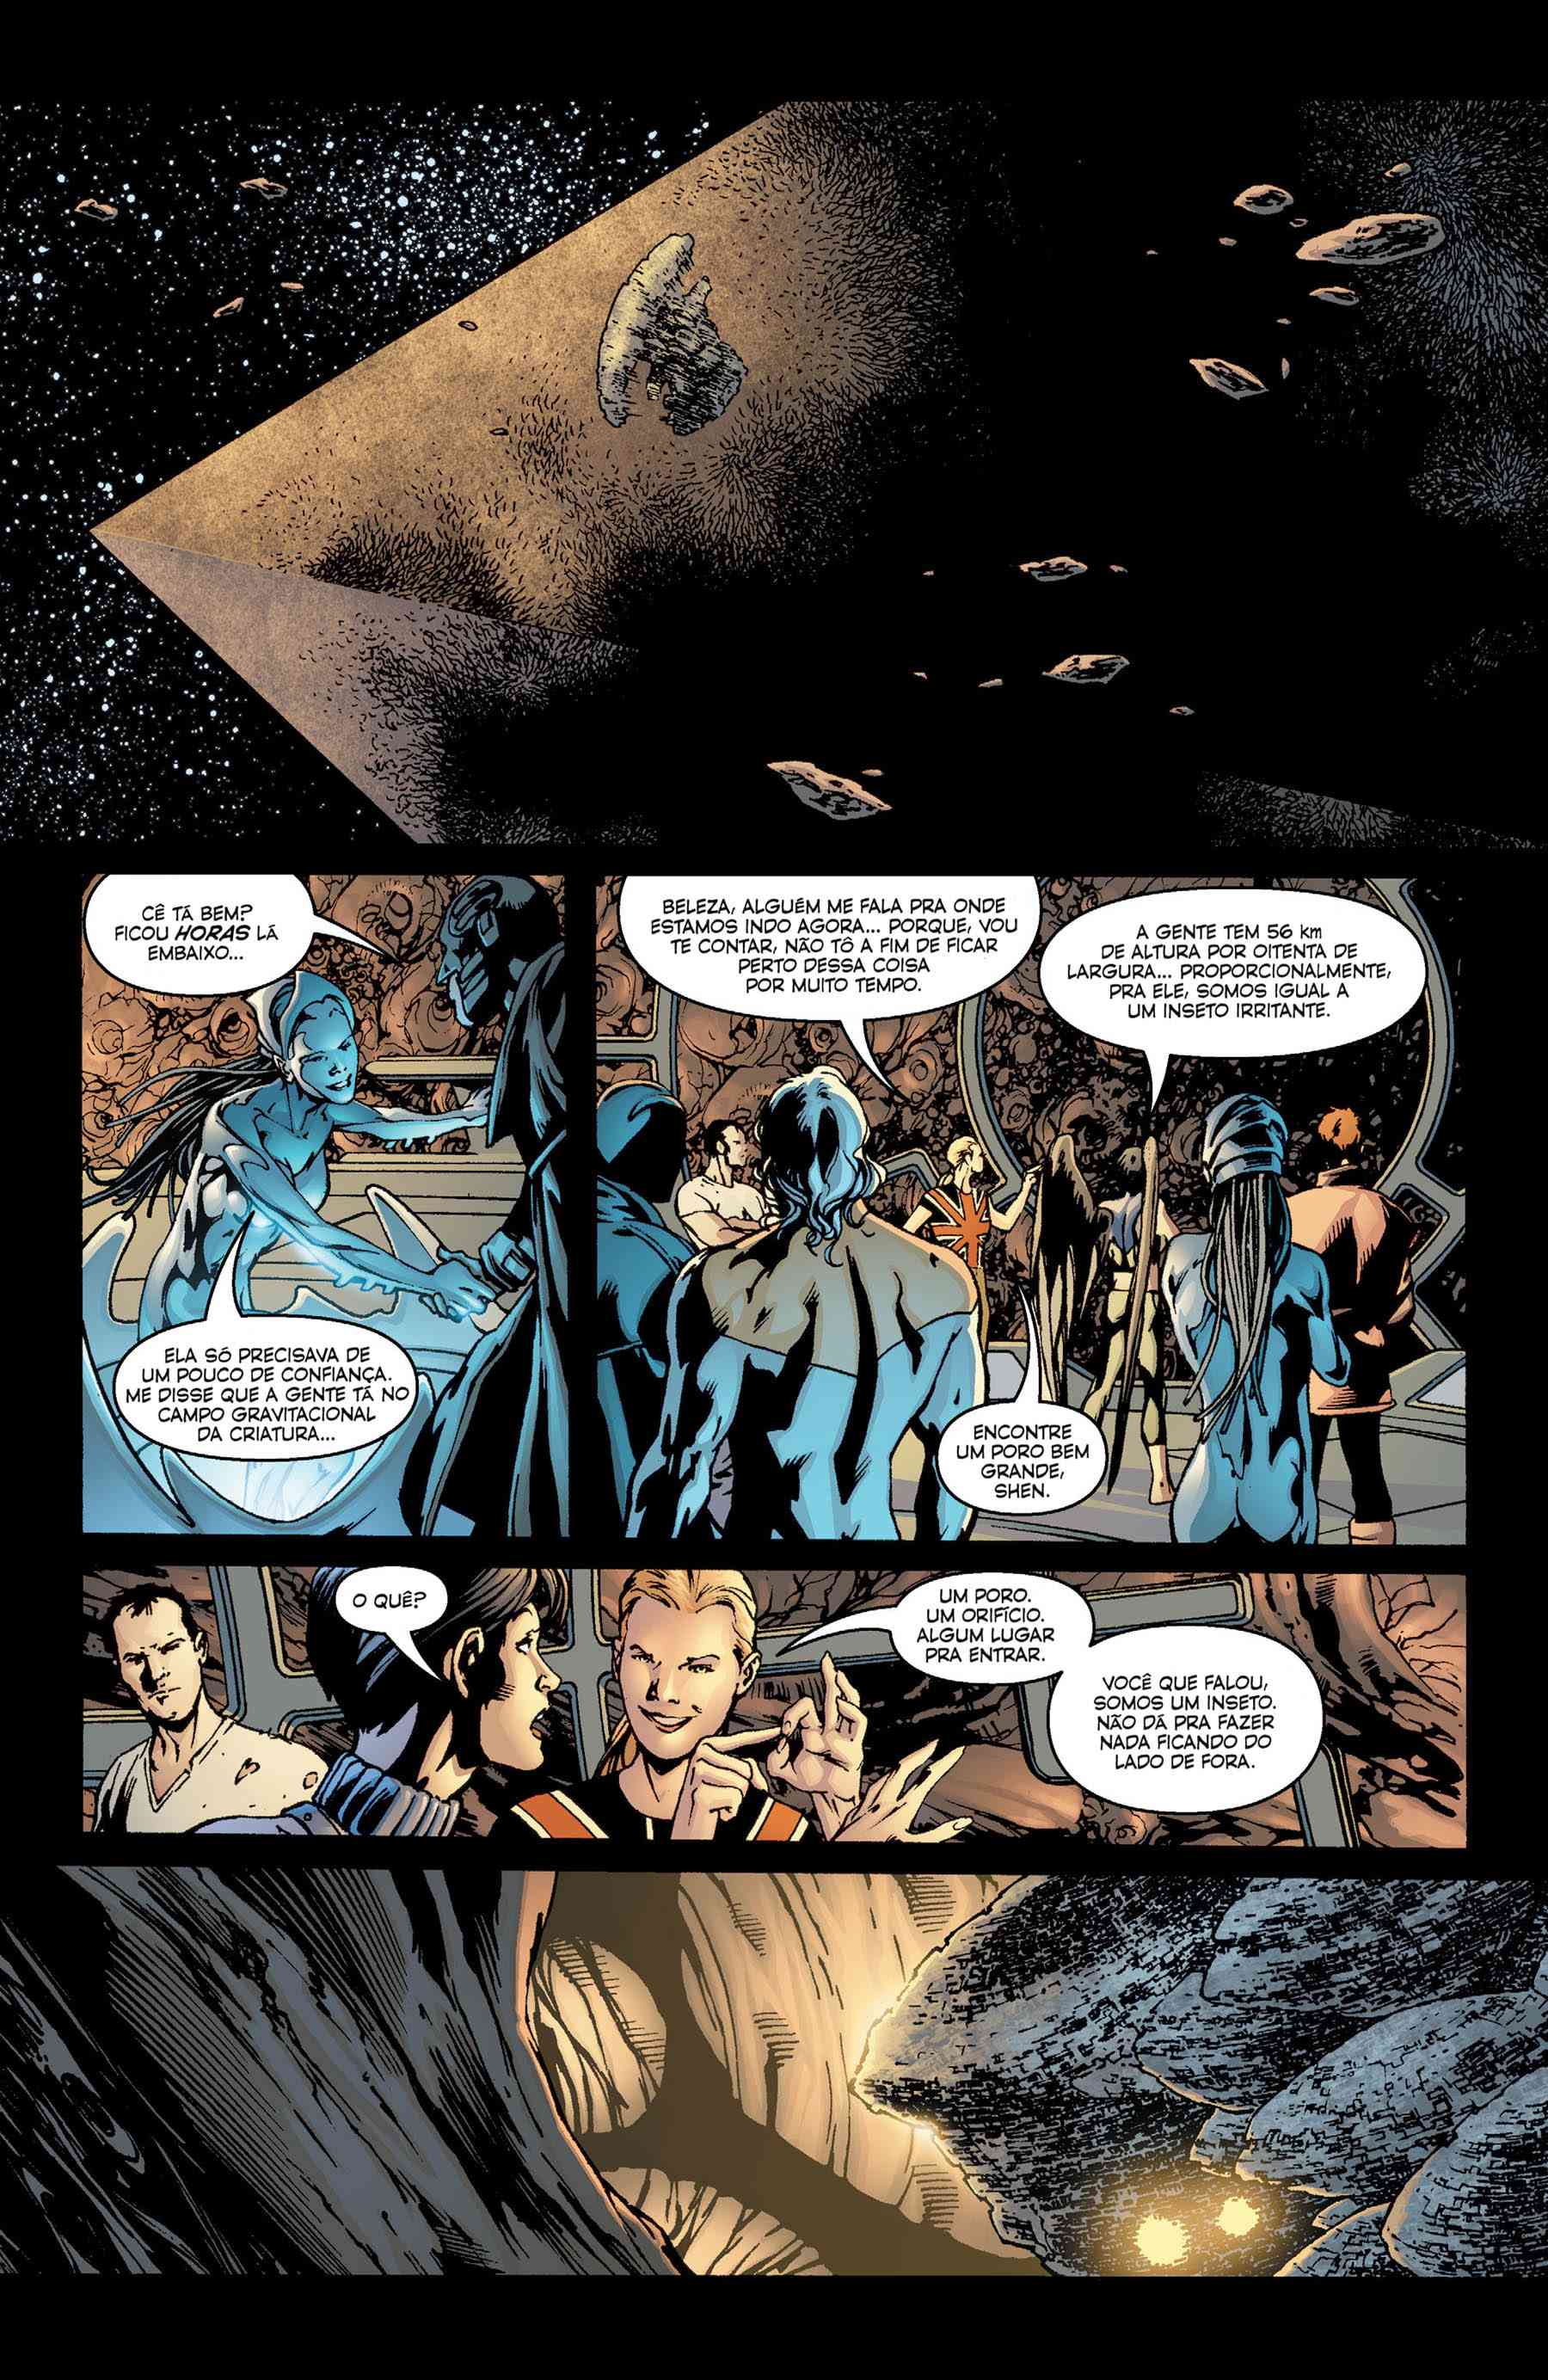 CÊ TÁ BEM?
FICOU HORAS LÁ
EMBAIXO...
ELA SÓ PRECISAVA DE
UM POUCO DE CONFIANÇA.
ME DISSE QUE A GENTE TÁ NO
CAMPO GRAVITACIONAL
DA CRIATURA...
BELEZA, ALGUÉM ME FALA PRA ONDE
ESTAMOS INDO AGORA... PORQUE, VOU
TE CONTAR, NÃO TÔ A FIM DE FICAR
PERTO DESSA COISA
POR MUITO TEMPO.
A GENTE TEM 56 km
DE ALTURA POR OITENTA DE
LARGURA... PROPORCIONALMENTE,
PRA ELE, SOMOS IGUAL A
UM INSETO IRRITANTE.
ENCONTRE
UM PORO BEM
GRANDE,
SHEN.
O QUÊ?
UM PORO.
UM ORIFÍCIO.
ALGUM LUGAR
PRA ENTRAR.
VOCÊ QUE FALOU,
SOMOS UM INSETO.
NÃO DÁ PRA FAZER
NADA FICANDO DO
LADO DE FORA.